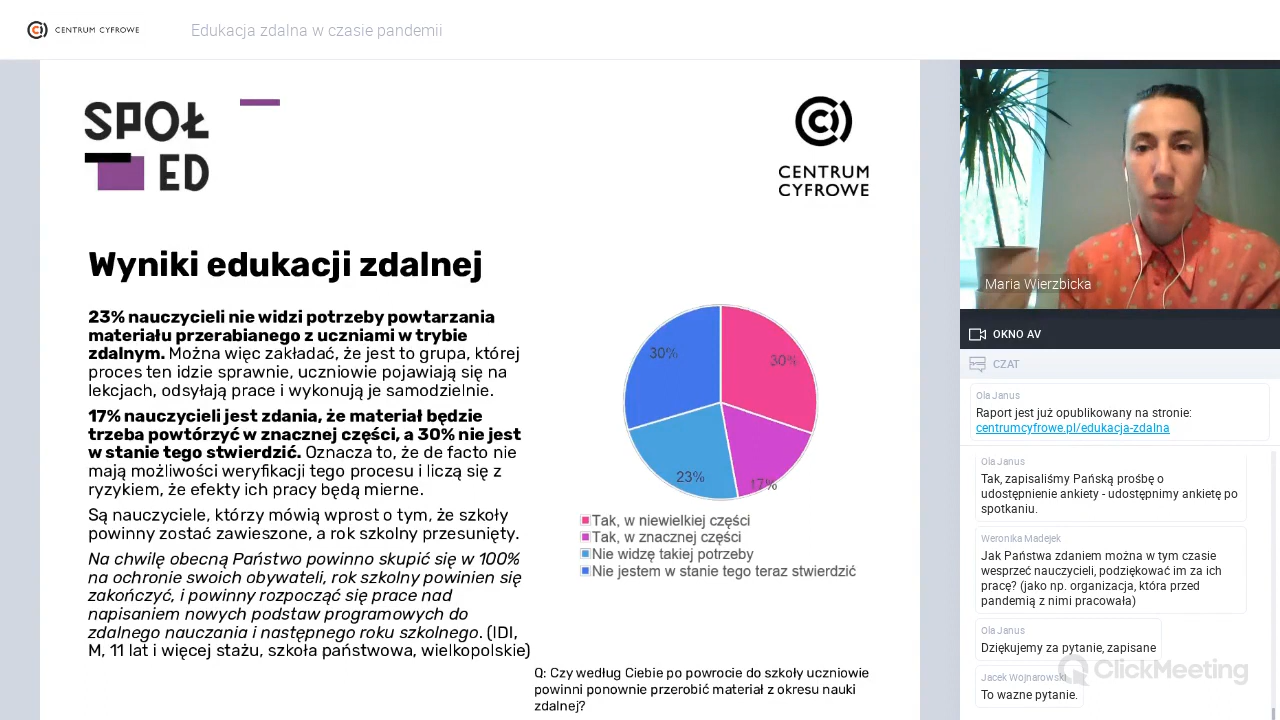 CENTRUM CYFROWE
Edukacja zdalna w czasie pandemii
SPOŁ
ED
CENTRUM
CYFROWE
Wyniki edukacji zdalnej
23% nauczycieli nie widzi potrzeby powtarzania
materiału przerabianego z uczniami w trybie
zdalnym. Można więc zakładać, że jest to grupa, której
proces ten idzie sprawnie, uczniowie pojawiają się na
lekcjach, odsyłają prace i wykonują je samodzielnie.
17% nauczycieli jest zdania, że materiał będzie
trzeba powtórzyć w znacznej części, a 30% nie jest
w stanie tego stwierdzić. Oznacza to, że de facto nie
mają możliwości weryfikacji tego procesu i liczą się z
ryzykiem, że efekty ich pracy będą mierne.
Są nauczyciele, którzy mówią wprost o tym, że szkoły
powinny zostać zawieszone, a rok szkolny przesunięty.
Na chwilę obecną Państwo powinno skupić się w 100%
na ochronie swoich obywateli, rok szkolny powinien się
zakończyć, i powinny rozpocząć się prace nad
napisaniem nowych podstaw programowych do
zdalnego nauczania i następnego roku szkolnego. (IDI,
M, 11 lat i więcej stażu, szkoła państwowa, wielkopolskie)
30%
30%
23%
17%
Tak, w niewielkiej części
Tak, w znacznej części
Nie widzę takiej potrzeby
Nie jestem w stanie tego teraz stwierdzić
Q: Czy według Ciebie po powrocie do szkoły uczniowie
powinni ponownie przerobić materiał z okresu nauki
zdalnej?
Maria Wierzbicka
OKNO AV
CZAT
Ola Janus
Raport jest już opublikowany na stronie:
centrumcyfrowe.pl/edukacja-zdalna
Ola Janus
Tak, zapisaliśmy Pańską prośbę o
udostępnienie ankiety - udostępnimy ankietę po
spotkaniu.
Weronika Madejek
Jak Państwa zdaniem można w tym czasie
wesprzeć nauczycieli, podziękować im za ich
pracę? (jako np. organizacja, która przed
pandemią z nimi pracowała)
Ola Janus
Dziękujemy za pytanie, zapisane
Jacek Wojnarowski
To wazne pytanie.
ClickMeeting